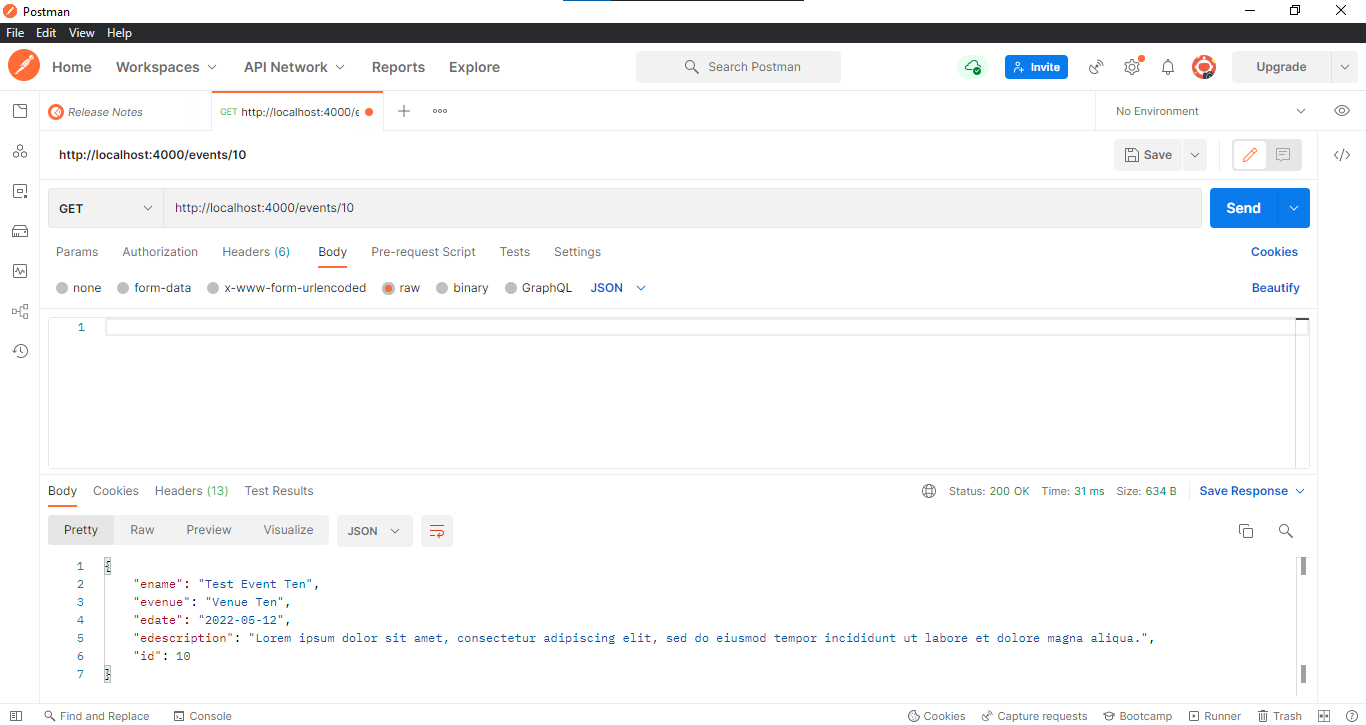 Postman
File Edit View Help
Home Workspaces API Network Reports Explore Search Postman Invite Upgrade
Release Notes GET http://localhost:4000/e No Environment
http://localhost:4000/events/10 Save
GET http://localhost:4000/events/10 Send
Params Authorization Headers (6) Body Pre-request Script Tests Settings Cookies
none form-data x-www-form-urlencoded raw binary GraphQL JSON Beautify
1
Body Cookies Headers (13) Test Results Status: 200 OK Time: 31 ms Size: 634 B Save Response
Pretty Raw Preview Visualize JSON
1 {
2 "ename": "Test Event Ten",
3 "evenue": "Venue Ten",
4 "edate": "2022-05-12",
5 "edescription": "Lorem ipsum dolor sit amet, consectetur adipiscing elit, sed do eiusmod tempor incididunt ut labore et dolore magna aliqua.",
6 "id": 10
7 }
Find and Replace Console Cookies Capture requests Bootcamp Runner Trash